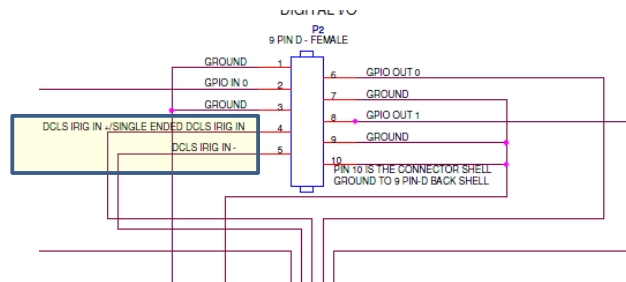 DIGITAL I/O
P2
9 PIN D - FEMALE
GROUND 1
GPIO IN 0 2
GROUND 3
DCLS IRIG IN +/SINGLE ENDED DCLS IRIG IN 4
DCLS IRIG IN - 5
6 GPIO OUT 0
7 GROUND
8 GPIO OUT 1
9 GROUND
10
PIN 10 IS THE CONNECTOR SHELL
GROUND TO 9 PIN-D BACK SHELL